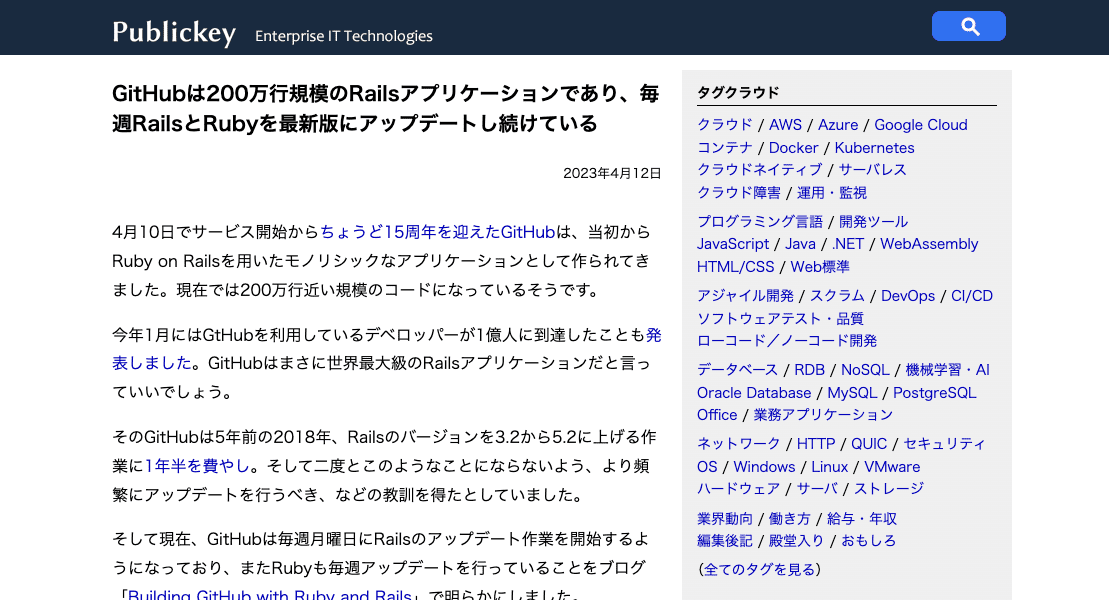 Publickey Enterprise IT Technologies
GitHubは200万行規模のRailsアプリケーションであり、毎
週RailsとRubyを最新版にアップデートし続けている
2023年4月12日
4月10日でサービス開始からちょうど15周年を迎えたGitHubは、当初から
Ruby on Railsを用いたモノリシックなアプリケーションとして作られてき
ました。現在では200万行近い規模のコードになっているそうです。
今年1月にはGtHubを利用しているデベロッパーが1億人に到達したことも発
表しました。GitHubはまさに世界最大級のRailsアプリケーションだと言っ
ていいでしょう。
そのGitHubは5年前の2018年、Railsのバージョンを3.2から5.2に上げる作
業に1年半を費やし。そして二度とこのようなことにならないよう、より頻
繁にアップデートを行うべき、などの教訓を得たとしていました。
そして現在、GitHubは毎週月曜日にRailsのアップデート作業を開始するよ
うになっており、またRubyも毎週アップデートを行っていることをブログ
「Building GitHub with Ruby and Rails」で明らかにしました。
タグクラウド
クラウド / AWS / Azure / Google Cloud
コンテナ / Docker / Kubernetes
クラウドネイティブ / サーバレス
クラウド障害 / 運用・監視
プログラミング言語 / 開発ツール
JavaScript / Java / .NET / WebAssembly
HTML/CSS / Web標準
アジャイル開発 / スクラム / DevOps / CI/CD
ソフトウェアテスト・品質
ローコード／ノーコード開発
データベース / RDB / NoSQL / 機械学習・AI
Oracle Database / MySQL / PostgreSQL
Office / 業務アプリケーション
ネットワーク / HTTP / QUIC / セキュリティ
OS / Windows / Linux / VMware
ハードウェア / サーバ / ストレージ
業界動向 / 働き方 / 給与・年収
編集後記 / 殿堂入り / おもしろ
(全てのタグを見る)